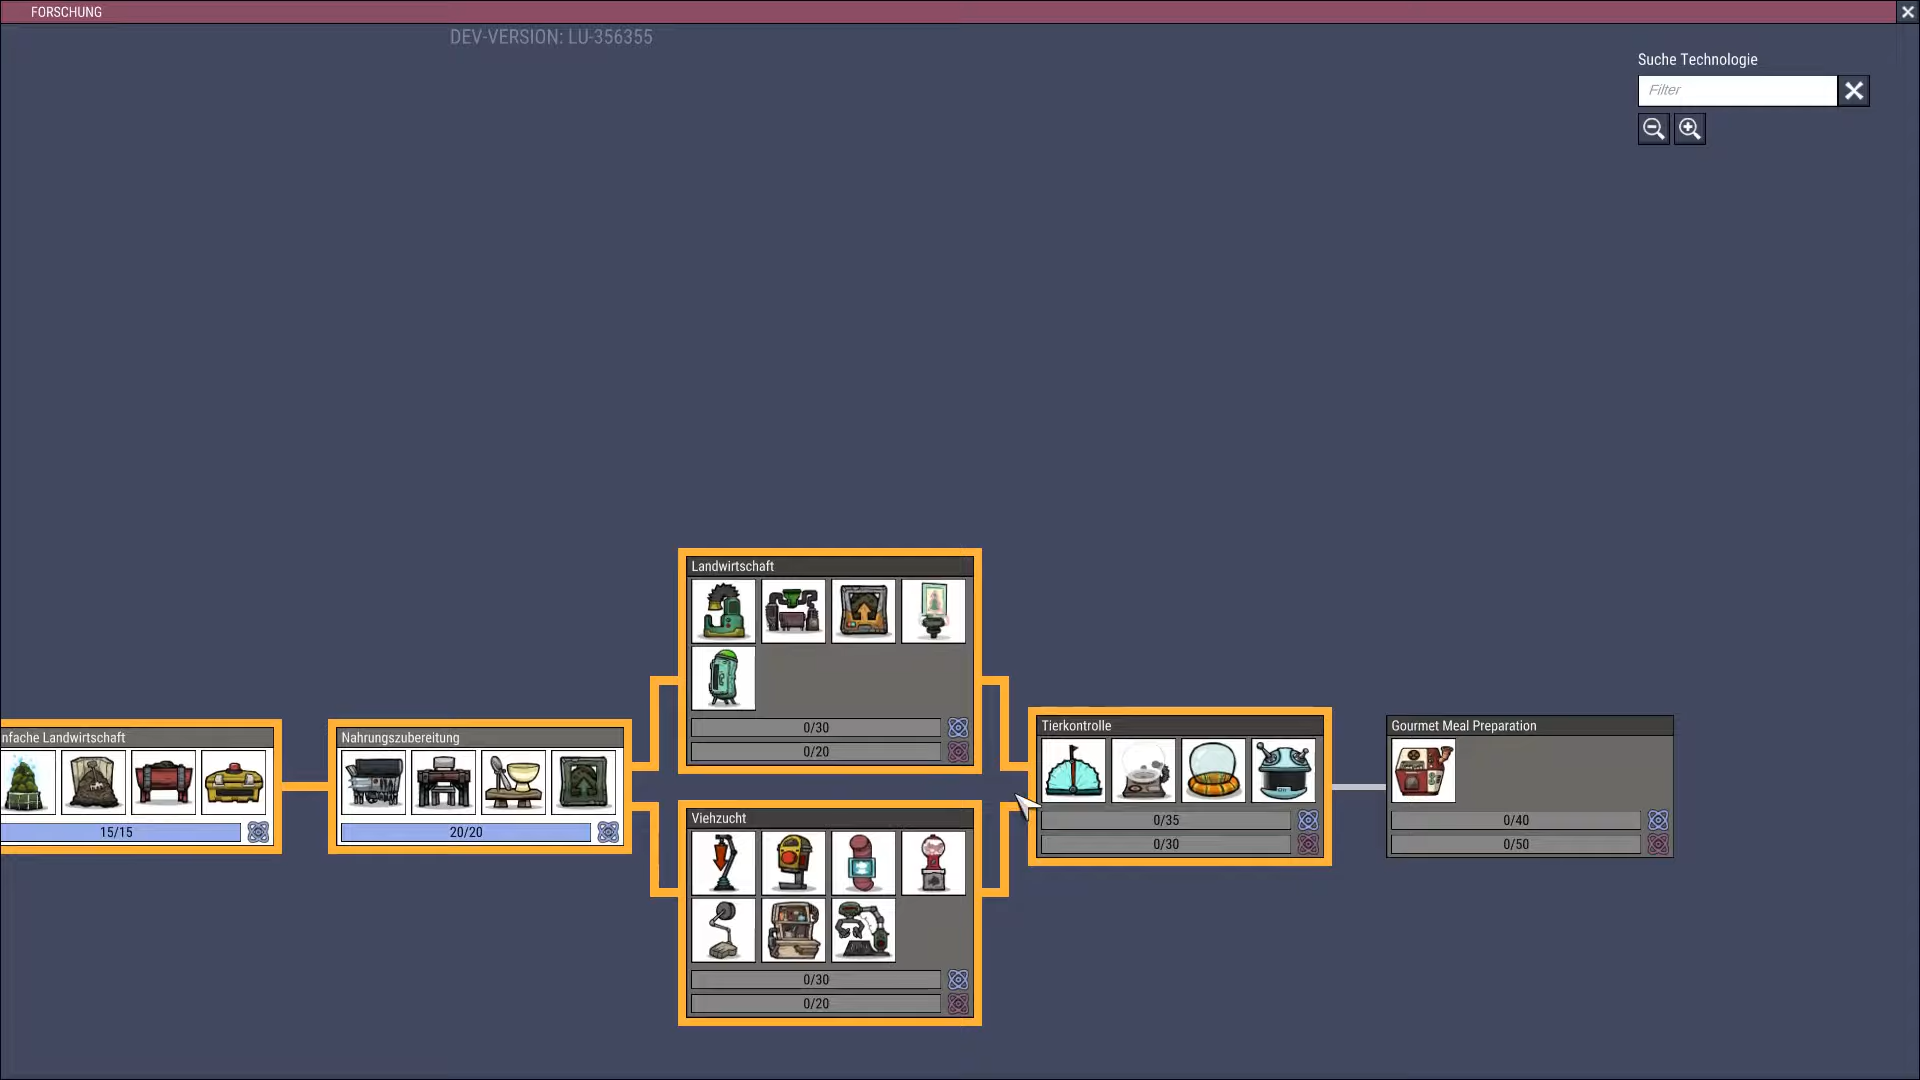 FORSCHUNG
DEV-VERSION: LU-356355
Suche Technologie
Filter
Landwirtschaft
0/30
0/20
nfache Landwirtschaft
15/15
Nahrungszubereitung
20/20
Viehzucht
0/30
0/20
Tierkontrolle
0/35
0/30
Gourmet Meal Preparation
0/40
0/50